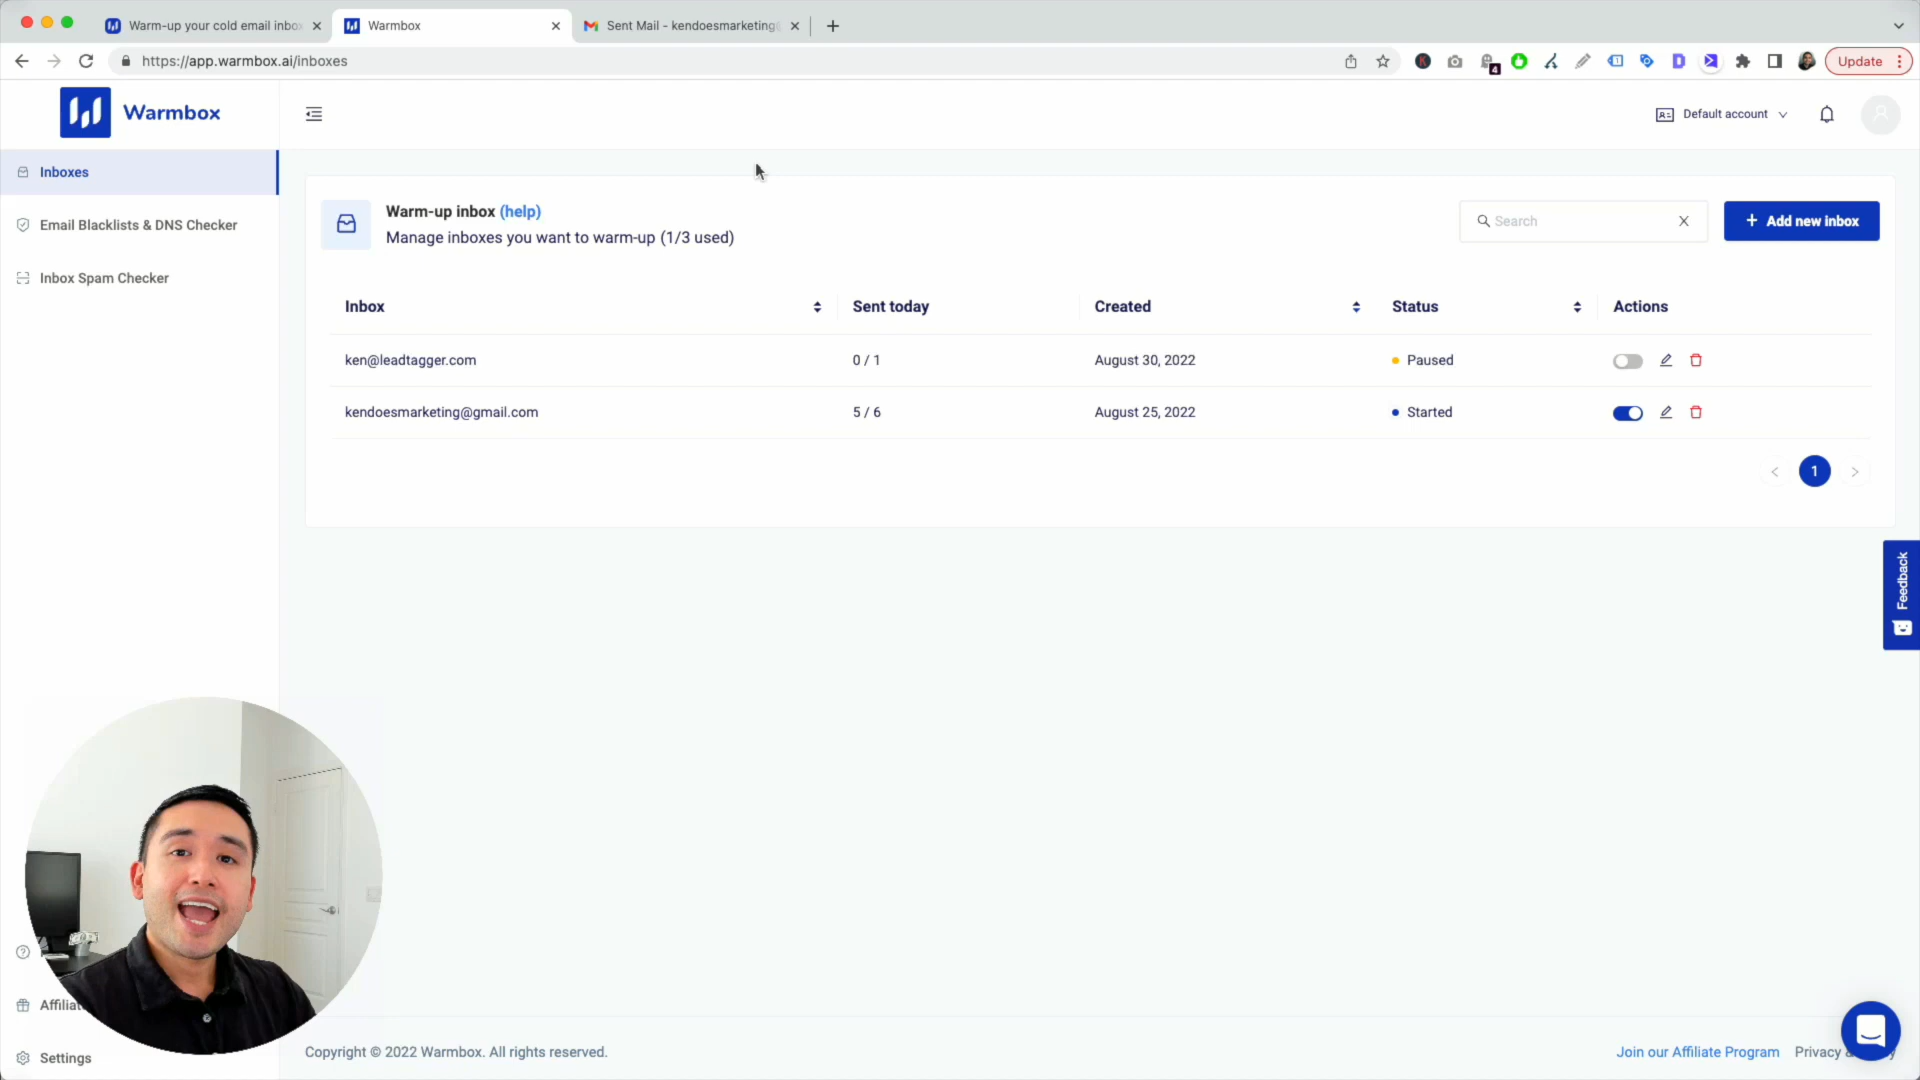 Warm-up your cold email inbox
Warmbox
Sent Mail - kendoesmarketing@
https://app.warmbox.ai/inboxes
4
Update
Warmbox
Default account
Inboxes
Email Blacklists & DNS Checker
Inbox Spam Checker
Affiliat
Settings
Warm-up inbox (help)
Manage inboxes you want to warm-up (1/3 used)
Search
+ Add new inbox
Inbox Sent today Created Status Actions
ken@leadtagger.com 0 / 1 August 30, 2022 Paused
kendoesmarketing@gmail.com 5 / 6 August 25, 2022 Started
< 1 >
Feedback
Copyright © 2022 Warmbox. All rights reserved.
Join our Affiliate Program
Privacy